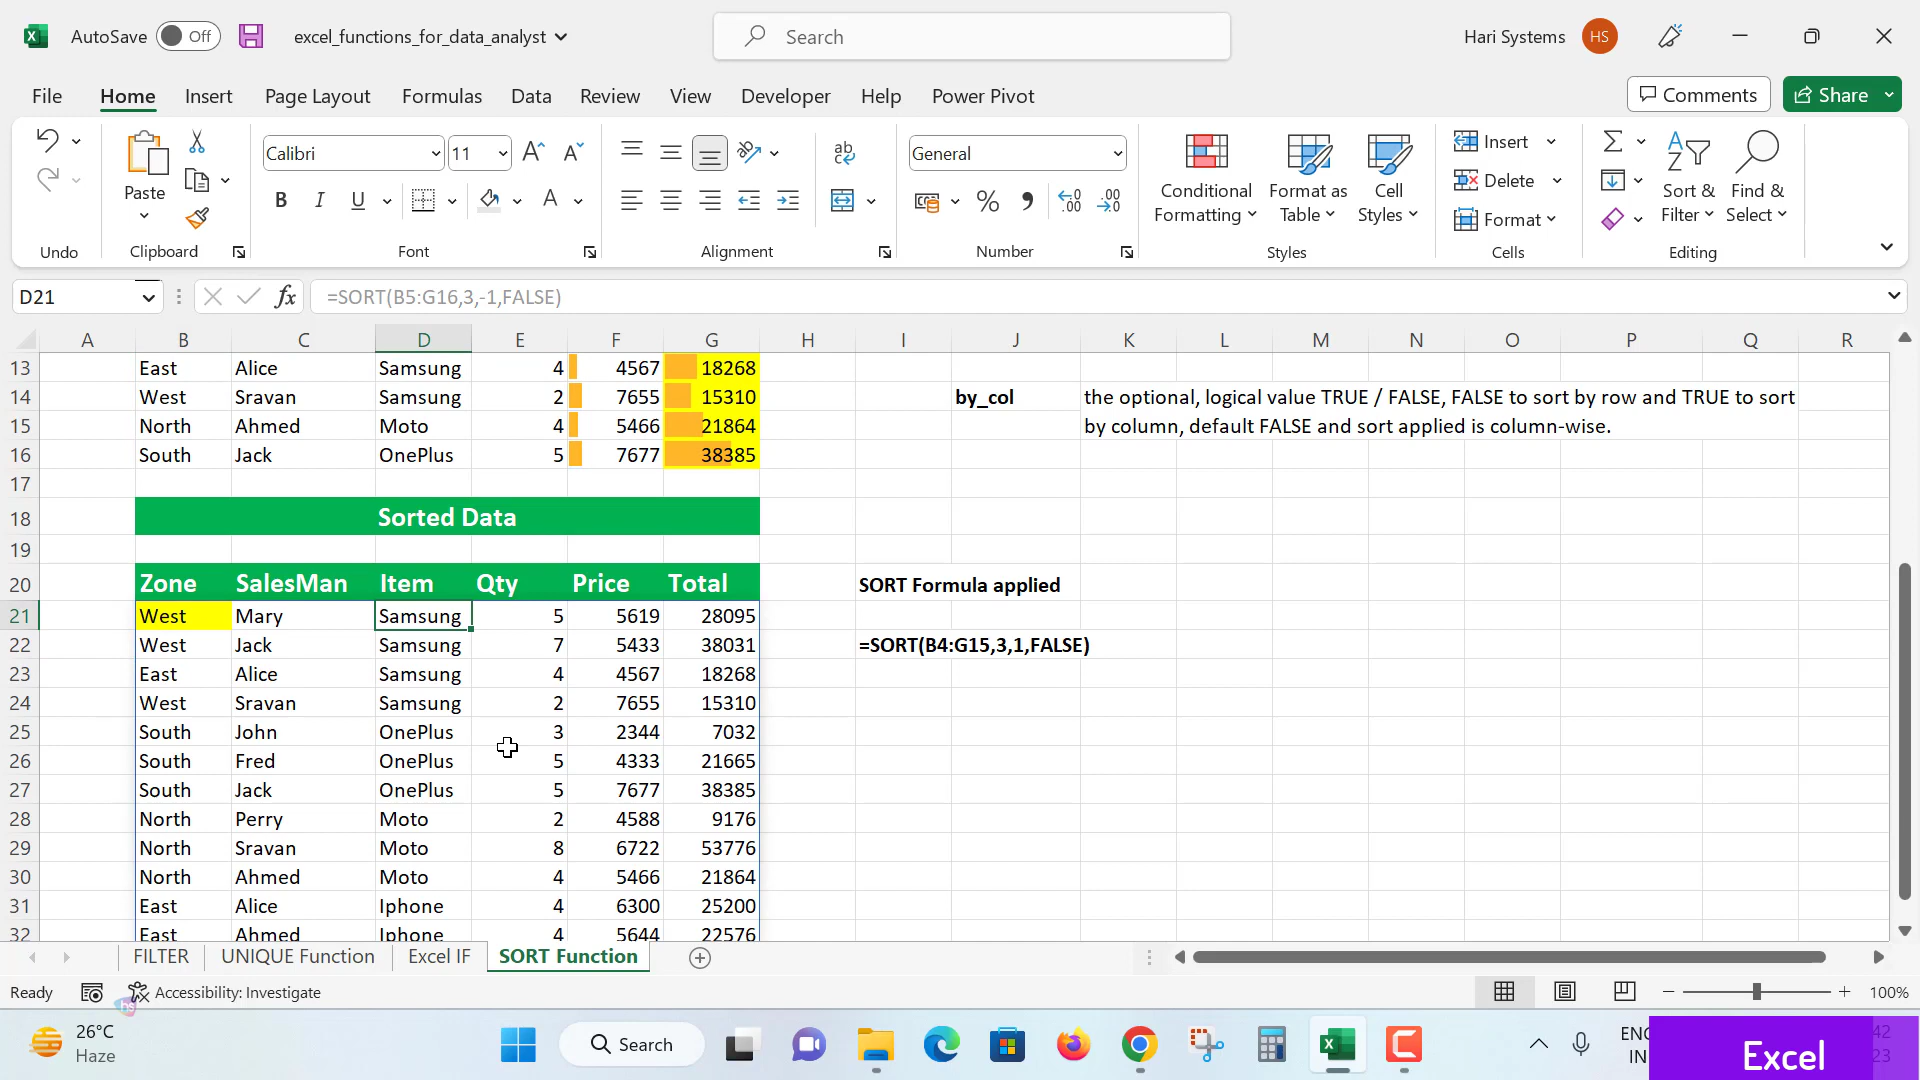 AutoSave Off excel_functions_for_data_analyst Search Hari Systems HS
File Home Insert Page Layout Formulas Data Review View Developer Help Power Pivot Comments Share
Paste Calibri 11 General Conditional Formatting Format as Table Cell Styles Insert Delete Format Sort & Filter Find & Select
Undo Clipboard Font Alignment Number Styles Cells Editing
D21 fx =SORT(B5:G16,3,-1,FALSE)
A B C D E F G H I J K L M N O P Q R
13 East Alice Samsung 4 4567 18268
14 West Sravan Samsung 2 7655 15310 by_col the optional, logical value TRUE / FALSE, FALSE to sort by row and TRUE to sort
15 North Ahmed Moto 4 5466 21864 by column, default FALSE and sort applied is column-wise.
16 South Jack OnePlus 5 7677 38385
17
18 Sorted Data
19
20 Zone SalesMan Item Qty Price Total SORT Formula applied
21 West Mary Samsung 5 5619 28095
22 West Jack Samsung 7 5433 38031 =SORT(B4:G15,3,1,FALSE)
23 East Alice Samsung 4 4567 18268
24 West Sravan Samsung 2 7655 15310
25 South John OnePlus 3 2344 7032
26 South Fred OnePlus 5 4333 21665
27 South Jack OnePlus 5 7677 38385
28 North Perry Moto 2 4588 9176
29 North Sravan Moto 8 6722 53776
30 North Ahmed Moto 4 5466 21864
31 East Alice Iphone 4 6300 25200
32 East Ahmed Iphone 4 5644 22576
FILTER UNIQUE Function Excel IF SORT Function
Ready Accessibility: Investigate 100%
26°C
Haze
Search
IN
Excel